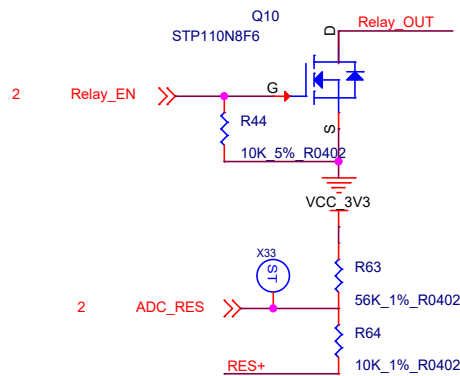 Q10
STP110N8F6
D
Relay_OUT
2 Relay_EN
G
R44
S
10K_5%_R0402
VCC_3V3
X33
ST
R63
2 ADC_RES
56K_1%_R0402
R64
RES+
10K_1%_R0402